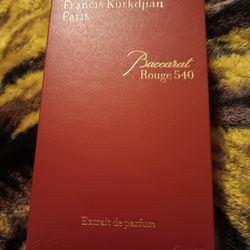 Francis Kurkdjian
Paris
Baccarat
Rouge 540
Extrait de parfum